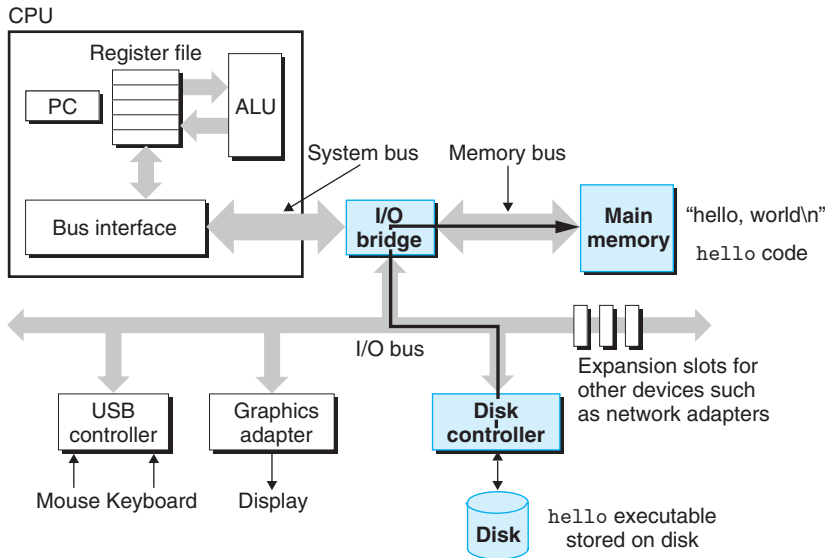 CPU
Register file
PC
ALU
System bus
Memory bus
Bus interface
I/O
bridge
Main
memory
“hello, world\n”
hello code
I/O bus
Expansion slots for
other devices such
as network adapters
USB
controller
Graphics
adapter
Disk
controller
Mouse Keyboard
Display
Disk
hello executable
stored on disk